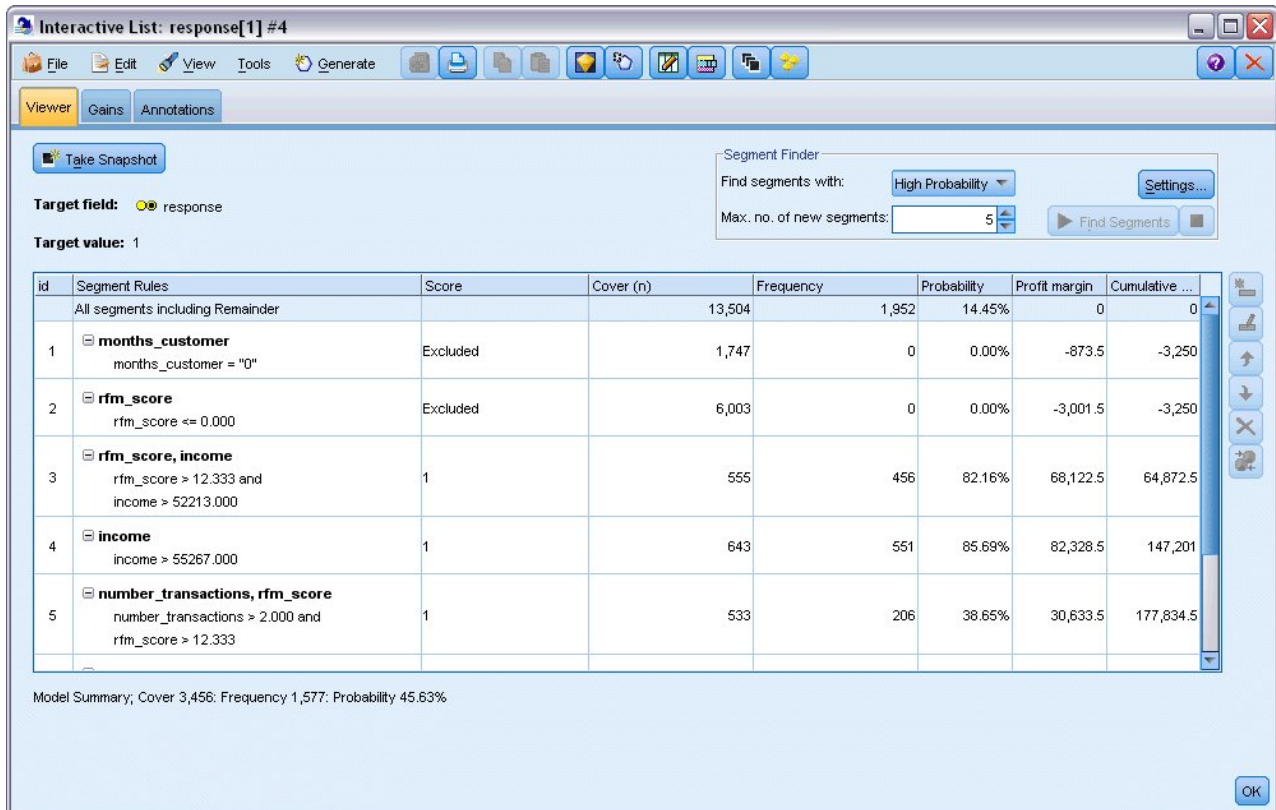 Interactive List: response[1] #4
File Edit View Tools Generate
Viewer Gains Annotations
Take Snapshot
Segment Finder
Find segments with: High Probability Settings...
Max. no. of new segments: 5 Find Segments
Target field: response
Target value: 1
id Segment Rules Score Cover (n) Frequency Probability Profit margin Cumulative ...
All segments including Remainder 13,504 1,952 14.45% 0 0
1 months_customer Excluded 1,747 0 0.00% -873.5 -3,250
months_customer = "0"
2 rfm_score Excluded 6,003 0 0.00% -3,001.5 -3,250
rfm_score <= 0.000
rfm_score, income
3 rfm_score > 12.333 and 1 555 456 82.16% 68,122.5 64,872.5
income > 52213.000
4 income 1 643 551 85.69% 82,328.5 147,201
income > 55267.000
number_transactions, rfm_score
5 number_transactions > 2.000 and 1 533 206 38.65% 30,633.5 177,834.5
rfm_score > 12.333
Model Summary; Cover 3,456: Frequency 1,577: Probability 45.63%
OK